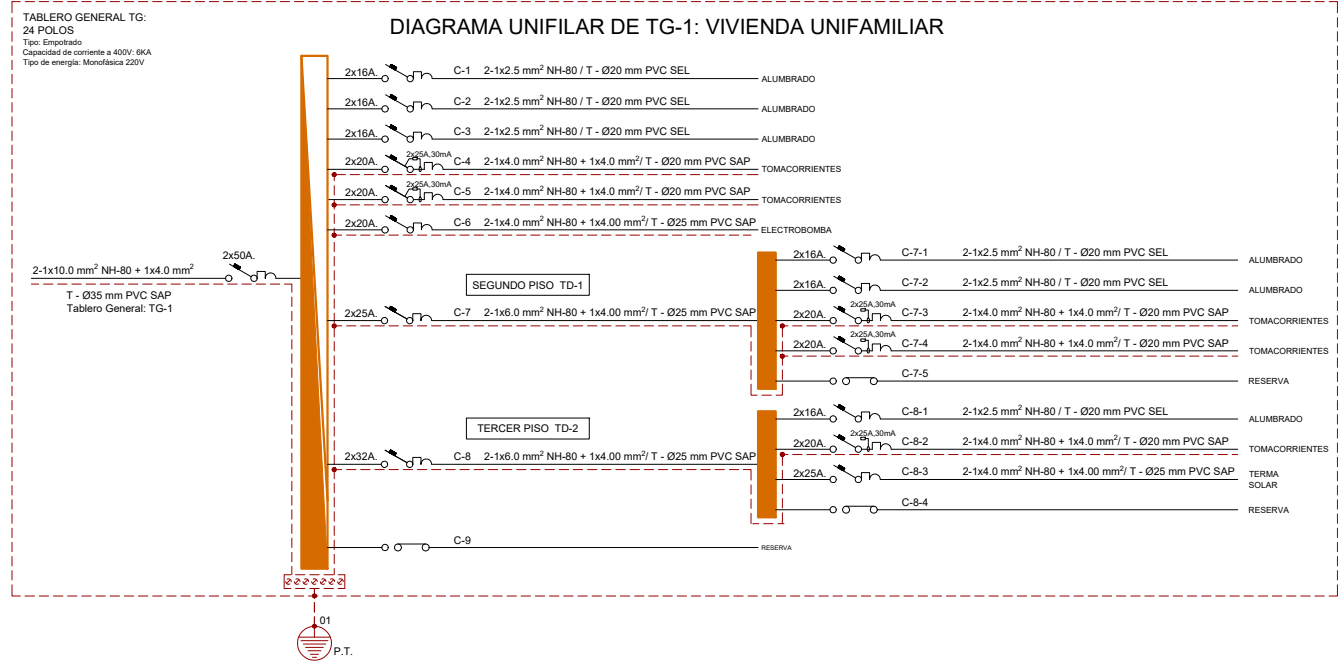 TABLERO GENERAL TG:
24 POLOS
Tipo: Empotrado
Capacidad de corriente a 400V: 6KA
Tipo de energía: Monofásica 220V
DIAGRAMA UNIFILAR DE TG-1: VIVIENDA UNIFAMILIAR
2x16A. C-1 2-1x2.5 mm² NH-80 / T - Ø20 mm PVC SEL ALUMBRADO
2x16A. C-2 2-1x2.5 mm² NH-80 / T - Ø20 mm PVC SEL ALUMBRADO
2x16A. C-3 2-1x2.5 mm² NH-80 / T - Ø20 mm PVC SEL ALUMBRADO
2x20A. 2x25A,30mA C-4 2-1x4.0 mm² NH-80 + 1x4.0 mm²/ T - Ø20 mm PVC SAP TOMACORRIENTES
2x20A. 2x25A,30mA C-5 2-1x4.0 mm² NH-80 + 1x4.0 mm²/ T - Ø20 mm PVC SAP TOMACORRIENTES
2x20A. C-6 2-1x4.0 mm² NH-80 + 1x4.00 mm²/ T - Ø25 mm PVC SAP ELECTROBOMBA
2x50A.
2-1x10.0 mm² NH-80 + 1x4.0 mm²
T - Ø35 mm PVC SAP
Tablero General: TG-1
SEGUNDO PISO TD-1
2x25A. C-7 2-1x6.0 mm² NH-80 + 1x4.00 mm²/ T - Ø25 mm PVC SAP
2x16A. C-7-1 2-1x2.5 mm² NH-80 / T - Ø20 mm PVC SEL ALUMBRADO
2x16A. C-7-2 2-1x2.5 mm² NH-80 / T - Ø20 mm PVC SEL ALUMBRADO
2x20A. 2x25A,30mA C-7-3 2-1x4.0 mm² NH-80 + 1x4.0 mm²/ T - Ø20 mm PVC SAP TOMACORRIENTES
2x20A. 2x25A,30mA C-7-4 2-1x4.0 mm² NH-80 + 1x4.0 mm²/ T - Ø20 mm PVC SAP TOMACORRIENTES
C-7-5 RESERVA
TERCER PISO TD-2
2x32A. C-8 2-1x6.0 mm² NH-80 + 1x4.00 mm²/ T - Ø25 mm PVC SAP
2x16A. C-8-1 2-1x2.5 mm² NH-80 / T - Ø20 mm PVC SEL ALUMBRADO
2x20A. 2x25A,30mA C-8-2 2-1x4.0 mm² NH-80 + 1x4.0 mm²/ T - Ø20 mm PVC SAP TOMACORRIENTES
2x25A. C-8-3 2-1x4.0 mm² NH-80 + 1x4.00 mm²/ T - Ø25 mm PVC SAP TERMA
SOLAR
C-8-4 RESERVA
C-9 RESERVA
01
P.T.